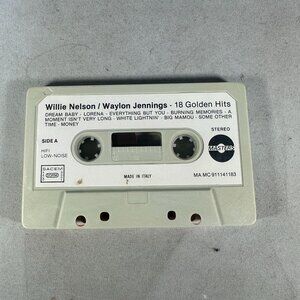 Willie Nelson / Waylon Jennings - 18 Golden Hits
DREAM BABY - LORENA - EVERYTHING BUT YOU - BURNING MEMORIES - A
MOMENT ISN'T VERY LONG - WHITE LIGHTNIN' - BIG MAMOU - SOME OTHER
TIME - MONEY
SIDE A
STEREO
HIFI
LOW-NOISE
MASTERS
SACEM
MADE IN ITALY
MA MC 911141183